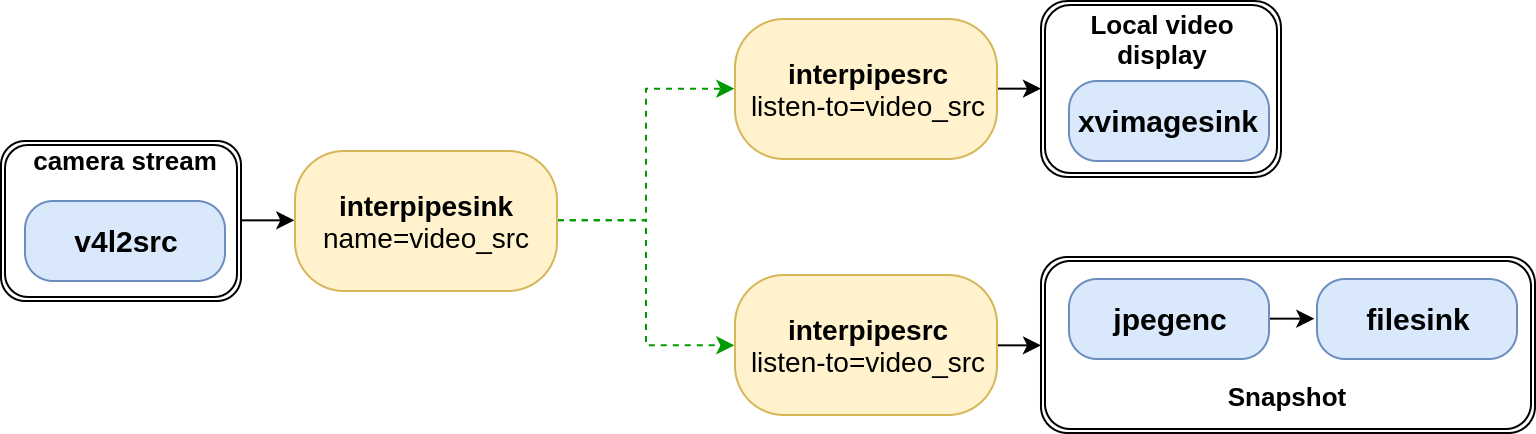 camera stream
v4l2src
interpipesink
name=video_src
interpipesrc
listen-to=video_src
Local video
display
xvimagesink
interpipesrc
listen-to=video_src
jpegenc
filesink
Snapshot